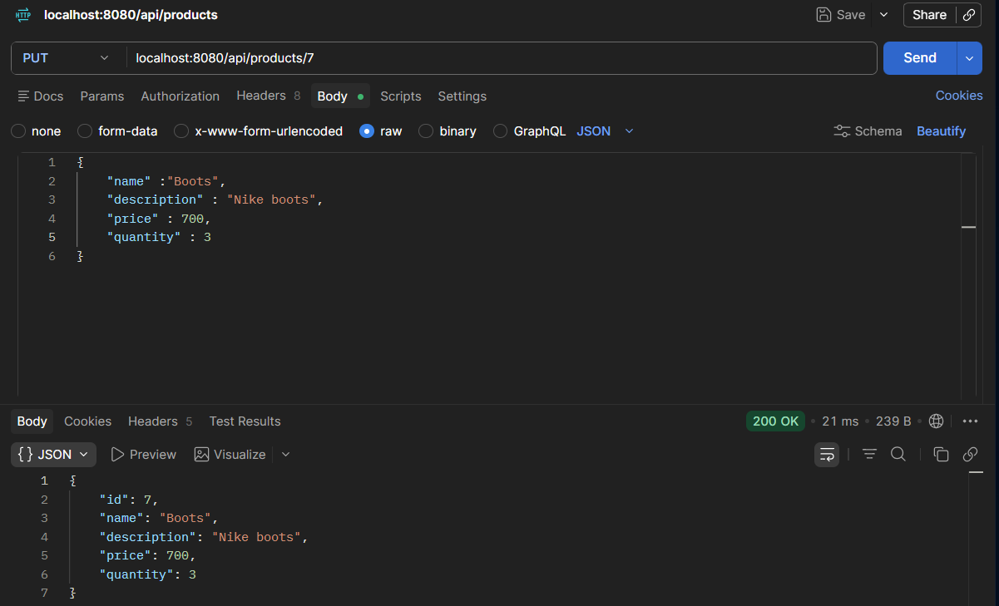 HTTP localhost:8080/api/products Save Share
PUT localhost:8080/api/products/7 Send
Docs Params Authorization Headers 8 Body Scripts Settings Cookies
none form-data x-www-form-urlencoded raw binary GraphQL JSON Schema Beautify
1 {
2 "name" :"Boots",
3 "description" : "Nike boots",
4 "price" : 700,
5 "quantity" : 3
6 }
Body Cookies Headers 5 Test Results 200 OK • 21 ms • 239 B •
{} JSON Preview Visualize
1 {
2 "id": 7,
3 "name": "Boots",
4 "description": "Nike boots",
5 "price": 700,
6 "quantity": 3
7 }